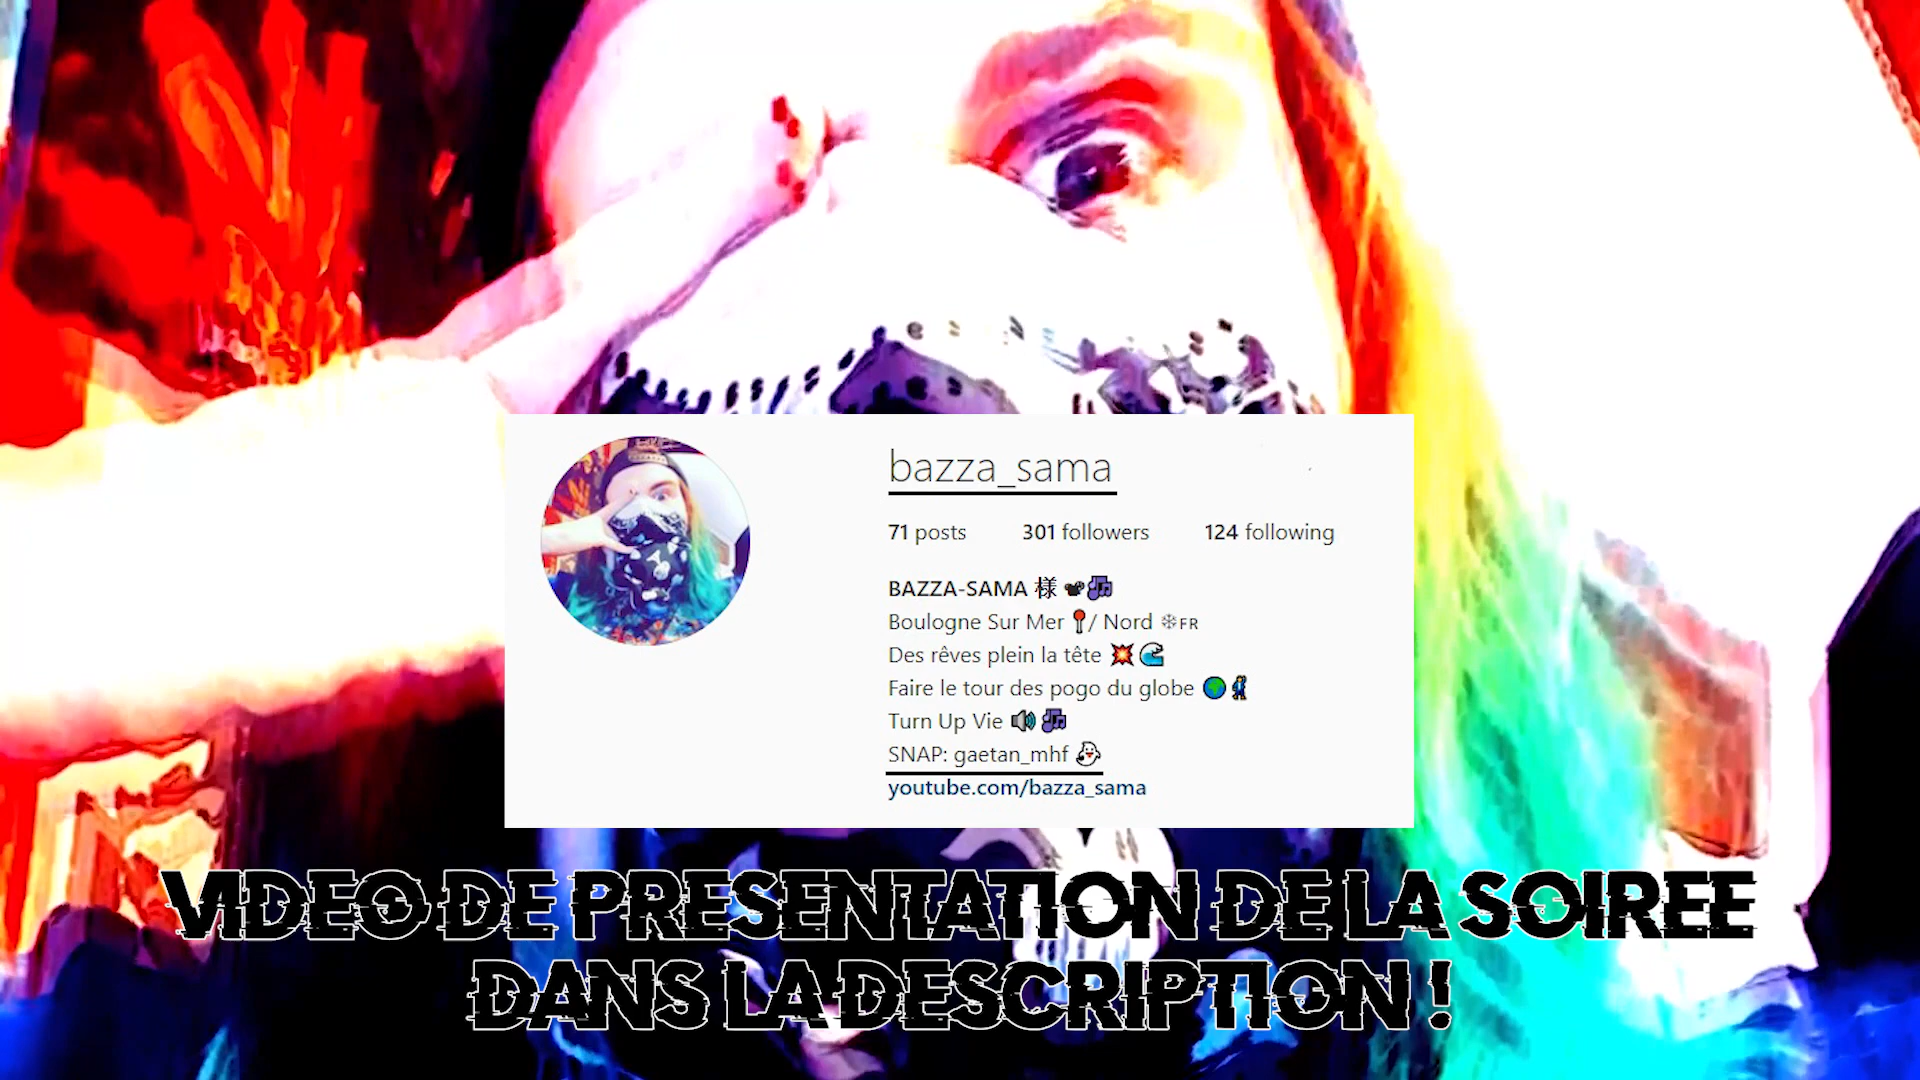 bazza_sama
71 posts 301 followers 124 following
BAZZA-SAMA 様 📽🎶
Boulogne Sur Mer 📍/ Nord ❄FR
Des rêves plein la tête 💥🌊
Faire le tour des pogo du globe 🌍🕺
Turn Up Vie 🔊🎶
SNAP: gaetan_mhf 👻
youtube.com/bazza_sama
VIDEO DE PRESENTATION DE LA SOIREE
DANS LA DESCRIPTION !